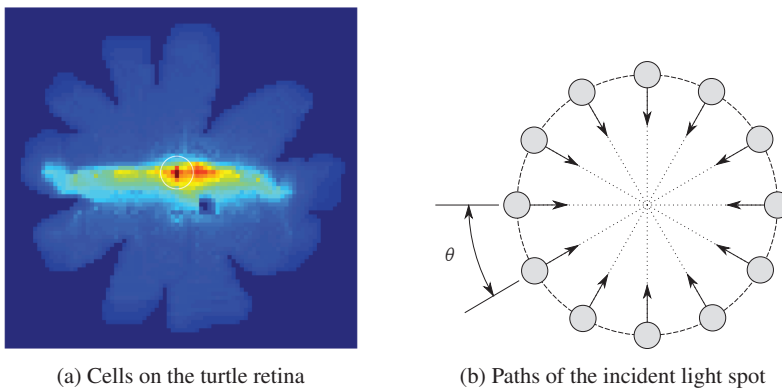 θ
(a) Cells on the turtle retina
(b) Paths of the incident light spot